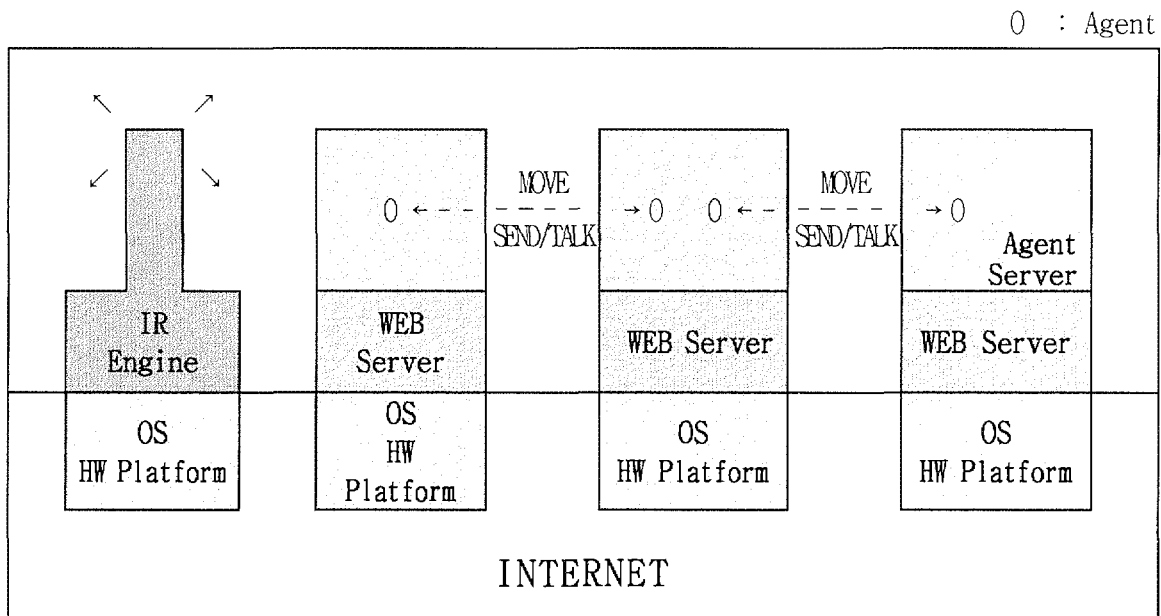 0 : Agent
MOVE
SEND/TALK
MOVE
SEND/TALK
0
0
0
0
Agent
Server
IR
Engine
WEB
Server
WEB Server
WEB Server
OS
HW Platform
OS
HW
Platform
OS
HW Platform
OS
HW Platform
INTERNET